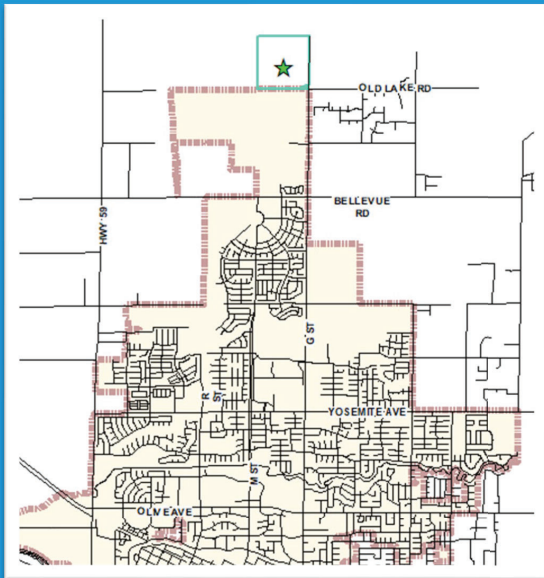 OLD LAKE RD
BELLEVUE
RD
HWY 59
G ST
R
ST
YOSEMITE AVE
M ST
OLIVE AVE